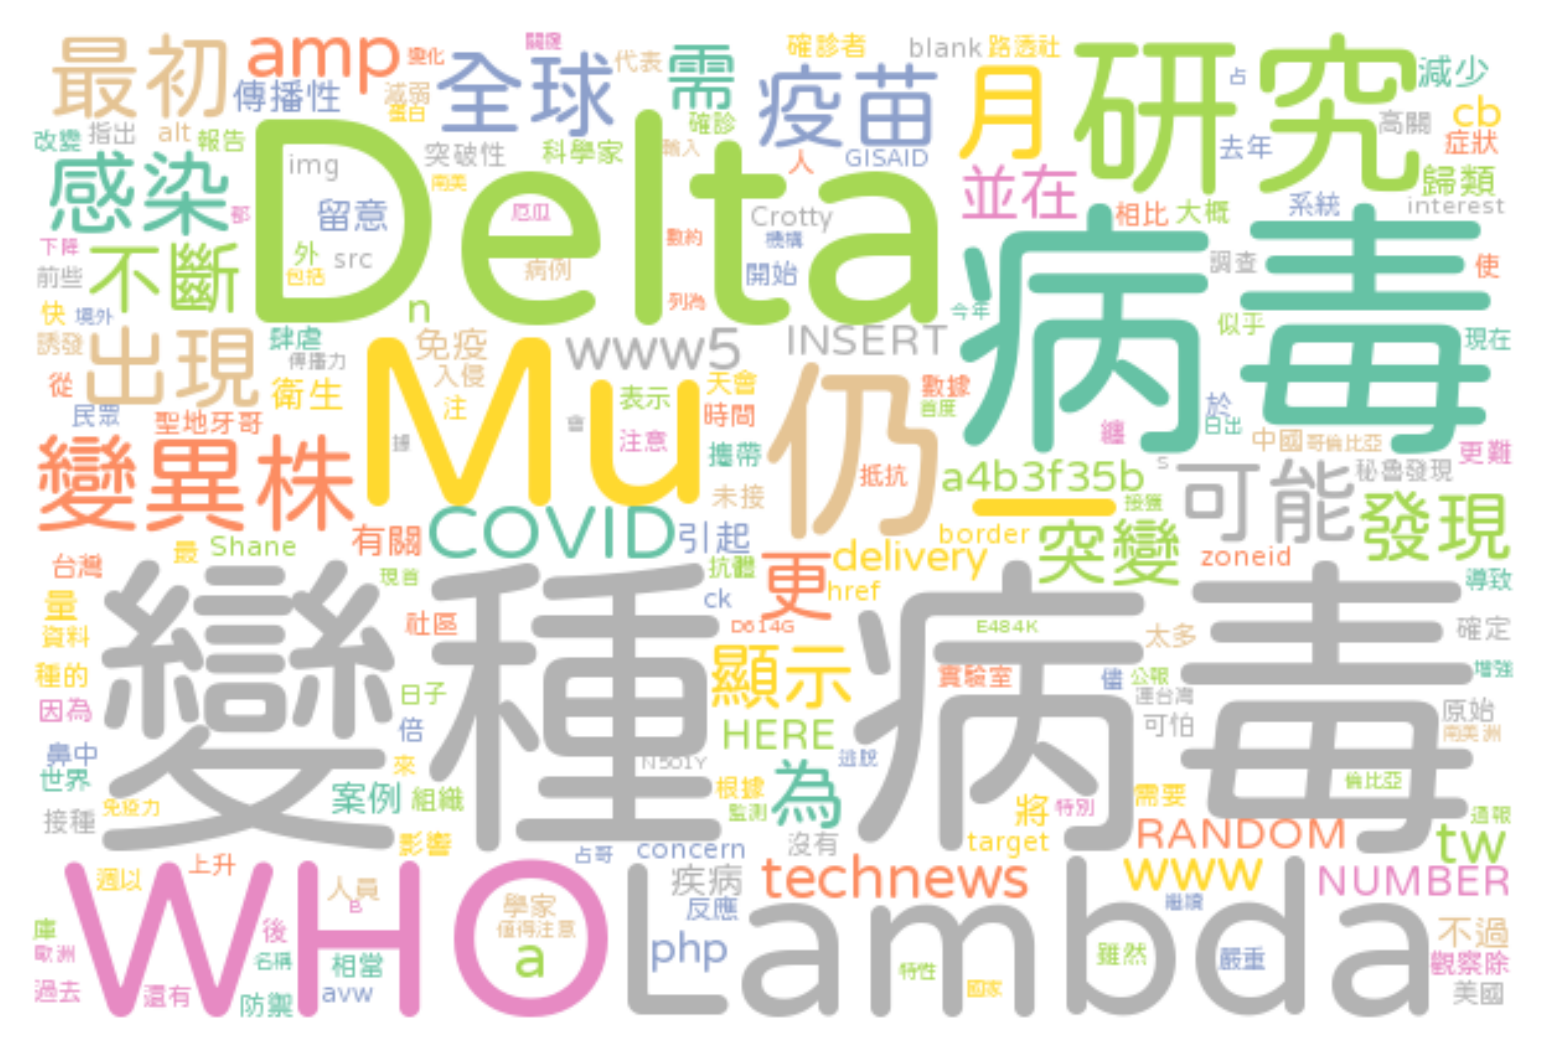 最初
amp
變化
關鍵
全球
代表
需
確診者
blank
路透社
月
研究
占
減少
傳播性
減弱
蛋白
疫苗
確診
cb
高關
症狀
改變
指出
alt
報告
img
突破性
科學家
輸入
人
GISAID
去年
感染
Delta
南美
並在
歸類
留意
厄瓜
Crotty
相比
大概
系統
interest
下降
不斷
外
src
數約
機構
病毒
調查
使
前些
包括
病例
開始
快
境外
n
列為
今年
似乎
出現
肆虐
免疫
www5
INSERT
現在
誘發
傳播力
入侵
從
衛生
Mu
注
表示
天會
仍
數據
首度
於
民眾
聖地牙哥
會
時間
白出
變異株
據
注意
攜帶
抵抗
纏
中國
哥倫比亞
更難
未接
a4b3f35b
s
可能
秘魯發現
一
接獲
發現
有關
COVID
引起
border
突變
台灣
最
Shane
更
delivery
zoneid
現首
抗體
href
導致
變種病毒
量
ck
社區
D614G
E484K
太多
確定
資料
種的
顯示
實驗室
儘
公報
增強
因為
日子
連台灣
原始
倍
HERE
可怕
南美洲
鼻中
世界
來
N501Y
逃脫
倫比亞
案例
組織
根據
為
需要
接種
免疫力
監測
將
特別
通報
影響
沒有
target
RANDOM
tw
上升
占哥
concern
週以
WHO
人員
B
疾病
technews
www
NUMBER
學家
反應
Lambda
繼續
庫
後
值得注意
不過
歐洲
名稱
相當
a
php
特性
雖然
嚴重
觀察除
過去
還有
防禦
avw
國家
美國